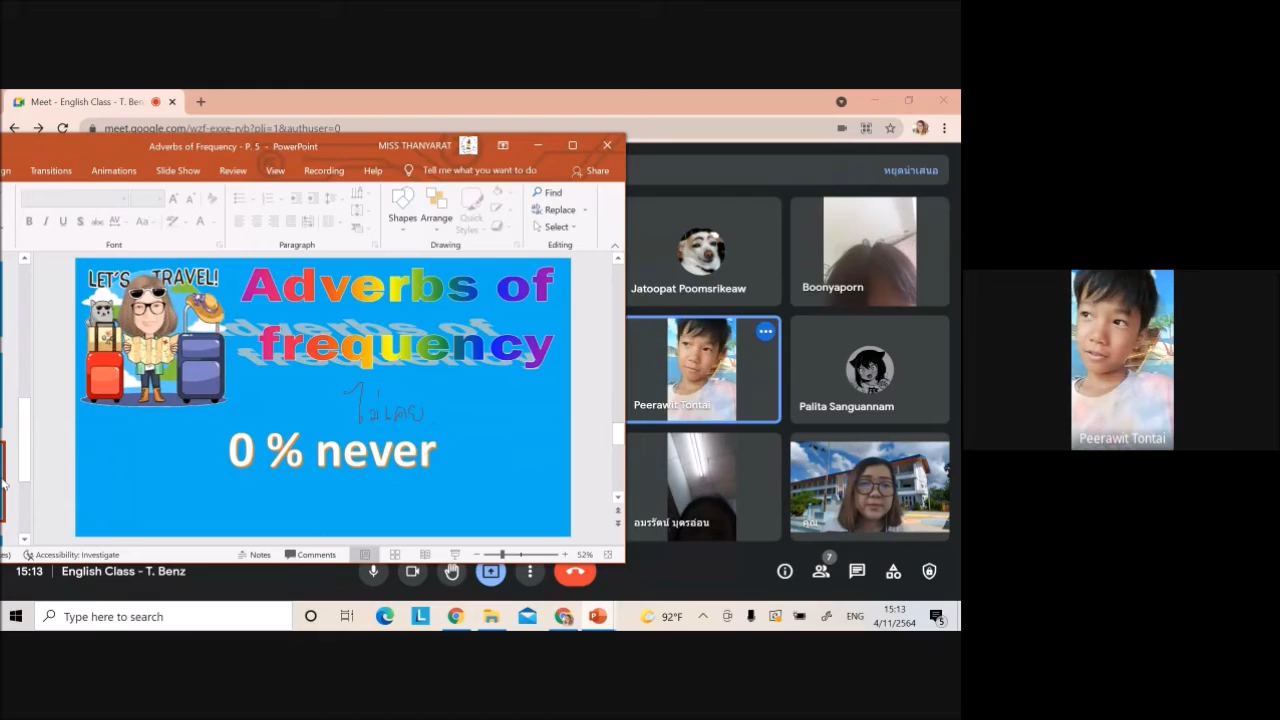 Meet - English Class - T. Ben
meet.google.com/wzf-exxe-rvb?pli=1&authuser=0
Adverbs of Frequency - P. 5 - PowerPoint
MISS THANYARAT
Transitions
Animations
Slide Show
Review
View
Recording
Help
Tell me what you want to do
Share
Shapes
Arrange
Quick
Styles
Find
Replace
Select
Font
Paragraph
Drawing
Editing
LET'S TRAVEL!
Adverbs of
frequency
ไม่เคย
0 % never
Accessibility: Investigate
Notes
Comments
52%
หยุดนำเสนอ
Jatoopat Poomsrikeaw
Boonyaporn
Peerawit Tontai
Palita Sanguannam
อมรรัตน์ บุตรอ่อน
คุณ
Peerawit Tontai
15:13
English Class - T. Benz
7
Type here to search
92°F
ENG
15:13
4/11/2564
5